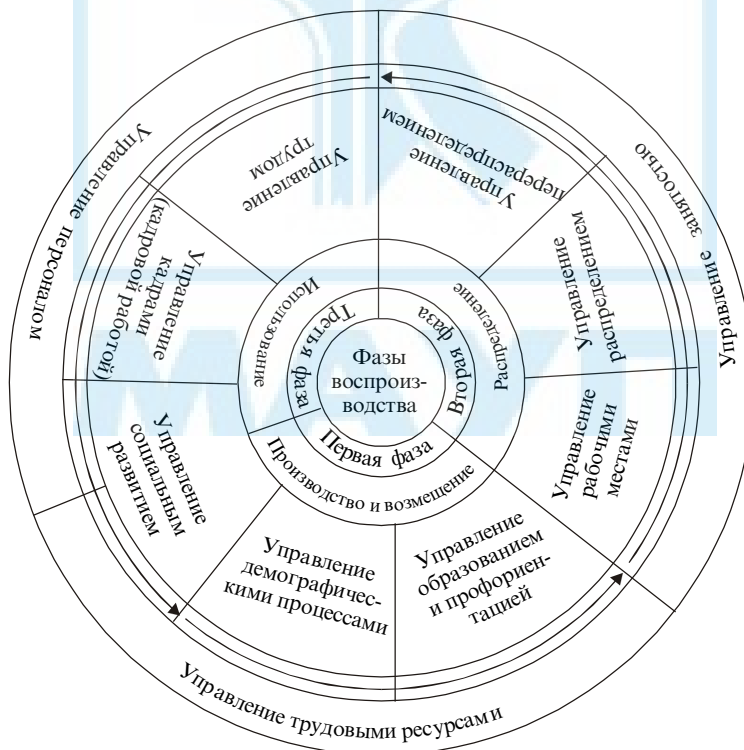 Фазы
воспроиз-
водства
Первая фаза
Вторая фаза
Третья фаза
Производство и возмещение
Распределение
Использование
Управление
демографичес-
кими процессами
Управление
образованием
и профориен-
тацией
Управление
рабочими
местами
Управление
распределением
Управление
перераспределением
Управление
трудом
Управление
кадрами
(кадровой работой)
Управление
социальным
развитием
Управление трудовыми ресурсами
Управление занятостью
Управление персоналом
МАУП